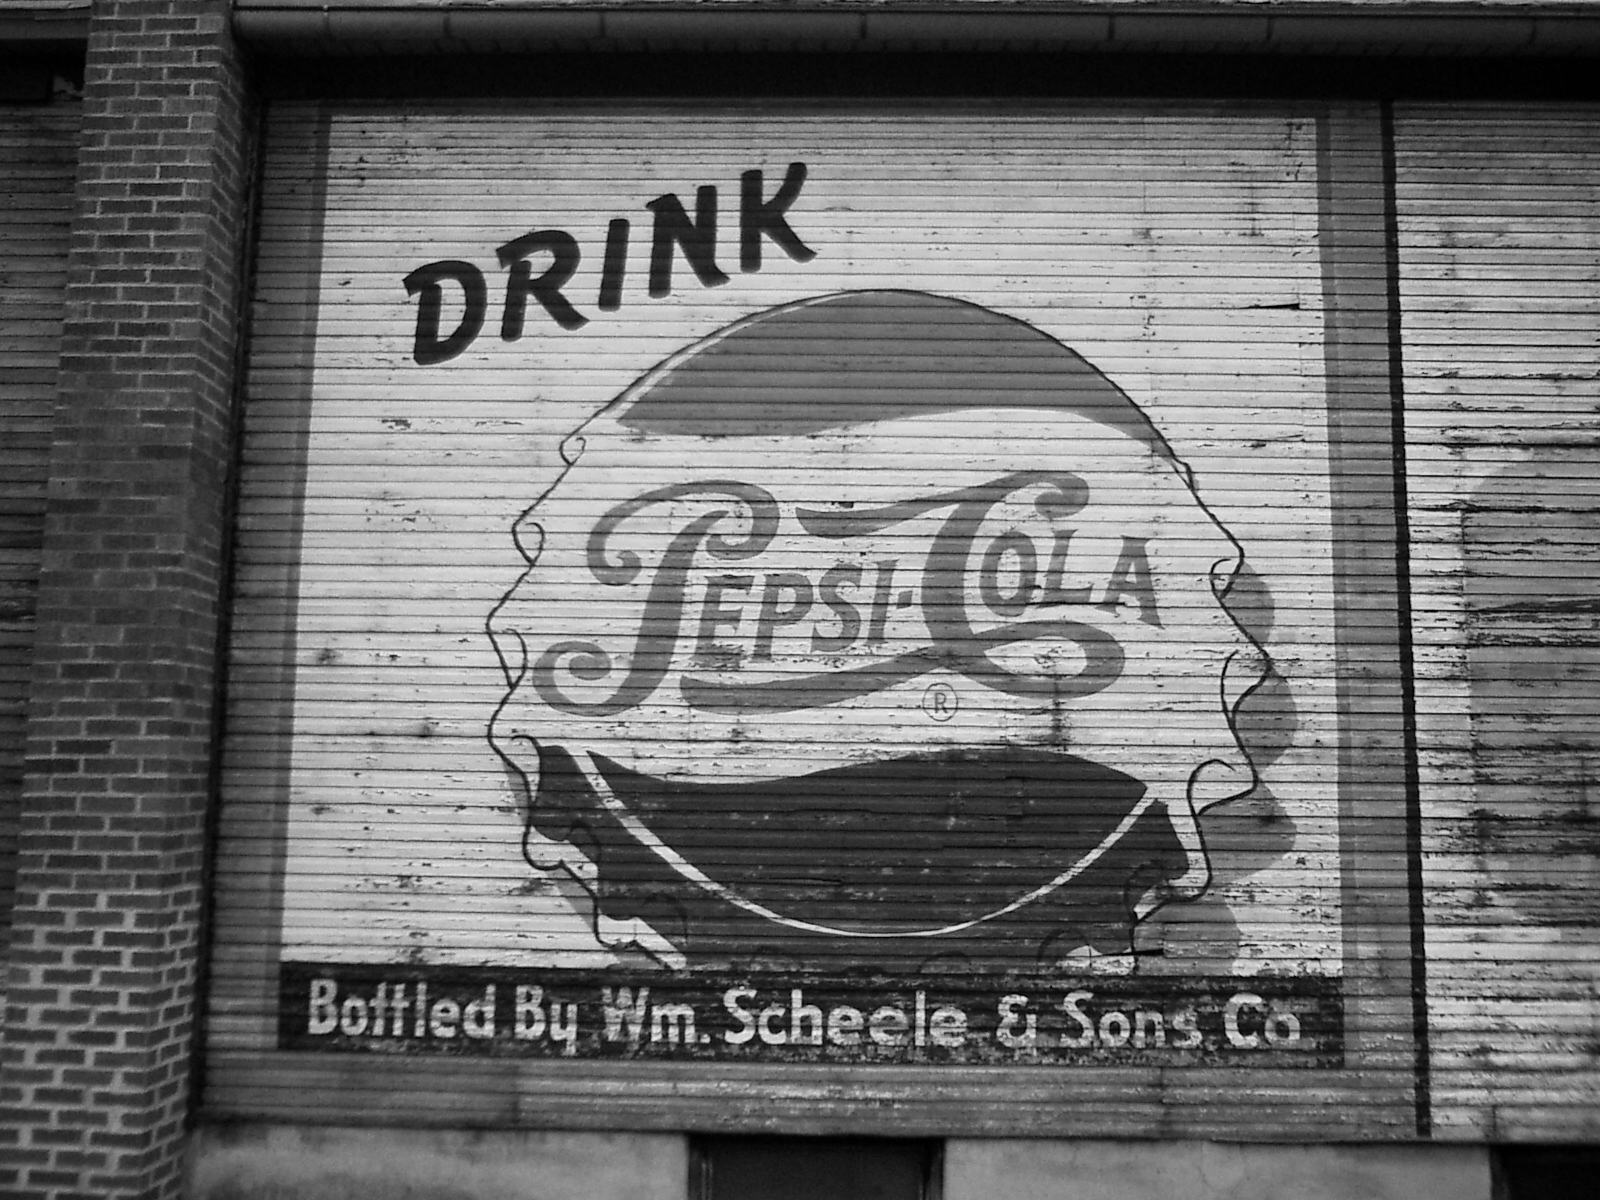 DRINK
PEPSI-COLA
®
Bottled By Wm. Scheele & Sons Co